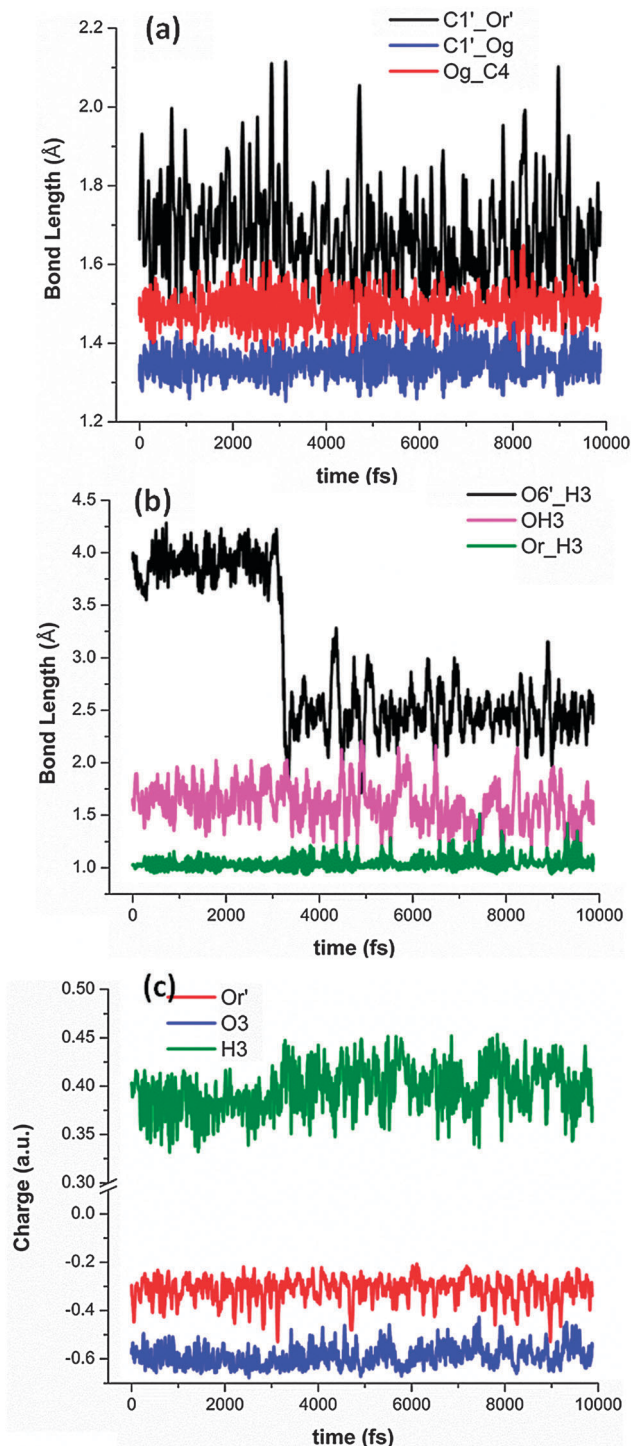 (a)
C1'_Or'
C1'_Og
Og_C4
2.2
2.0
1.8
1.6
1.4
1.2
Bond Length (Å)
0 2000 4000 6000 8000 10000
time (fs)
(b)
O6'_H3
OH3
Or_H3
4.5
4.0
3.5
3.0
2.5
2.0
1.5
1.0
Bond Length (Å)
0 2000 4000 6000 8000 10000
time (fs)
(c)
Or'
O3
H3
0.50
0.45
0.40
0.35
0.30
0.0
-0.2
-0.4
-0.6
Charge (a.u.)
0 2000 4000 6000 8000 10000
time (fs)